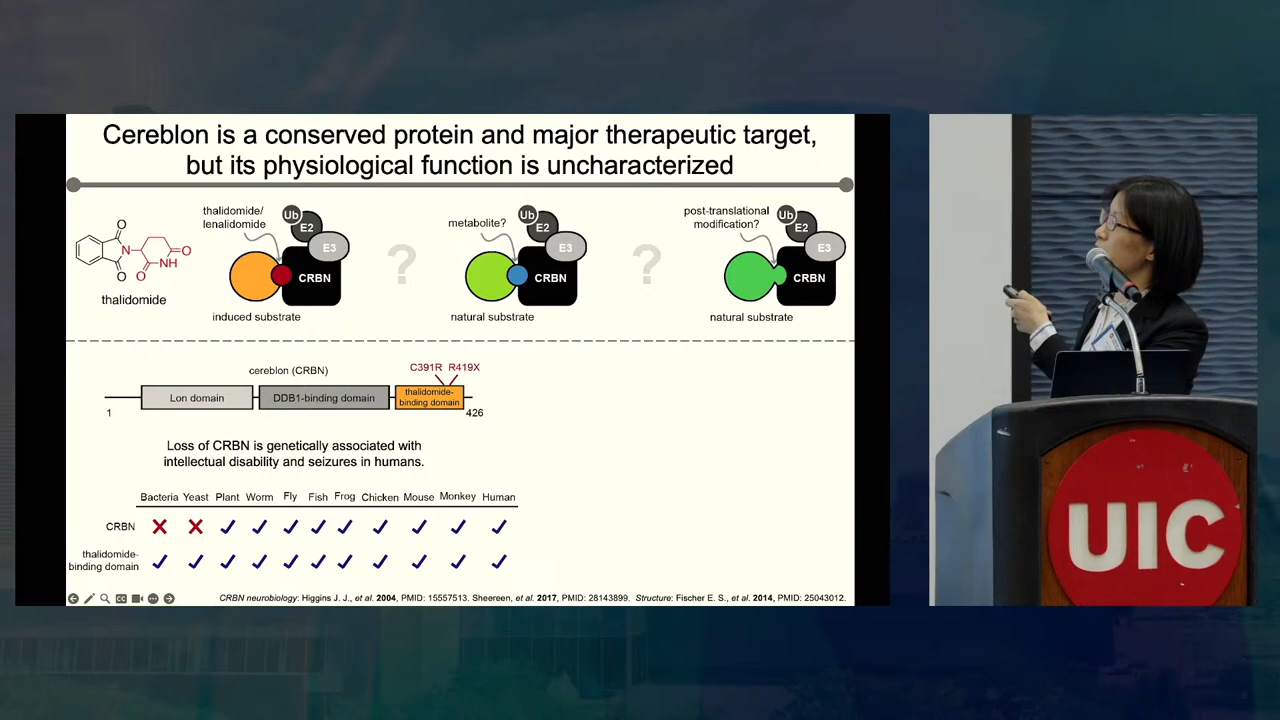 Cereblon is a conserved protein and major therapeutic target,
but its physiological function is uncharacterized
O
O
N
O
NH
O
thalidomide
thalidomide/
lenalidomide
Ub
E2
E3
CRBN
induced substrate
?
metabolite?
Ub
E2
E3
CRBN
natural substrate
?
post-translational
modification?
Ub
E2
E3
CRBN
natural substrate
cereblon (CRBN)
C391R R419X
Lon domain
DDB1-binding domain
thalidomide-
binding domain
1
426
Loss of CRBN is genetically associated with
intellectual disability and seizures in humans.
Bacteria Yeast Plant Worm Fly Fish Frog Chicken Mouse Monkey Human
CRBN
thalidomide-
binding domain
CRBN neurobiology: Higgins J. J., et al. 2004, PMID: 15557513. Sheereen, et al. 2017, PMID: 28143899. Structure: Fischer E. S., et al. 2014, PMID: 25043012.
UIC